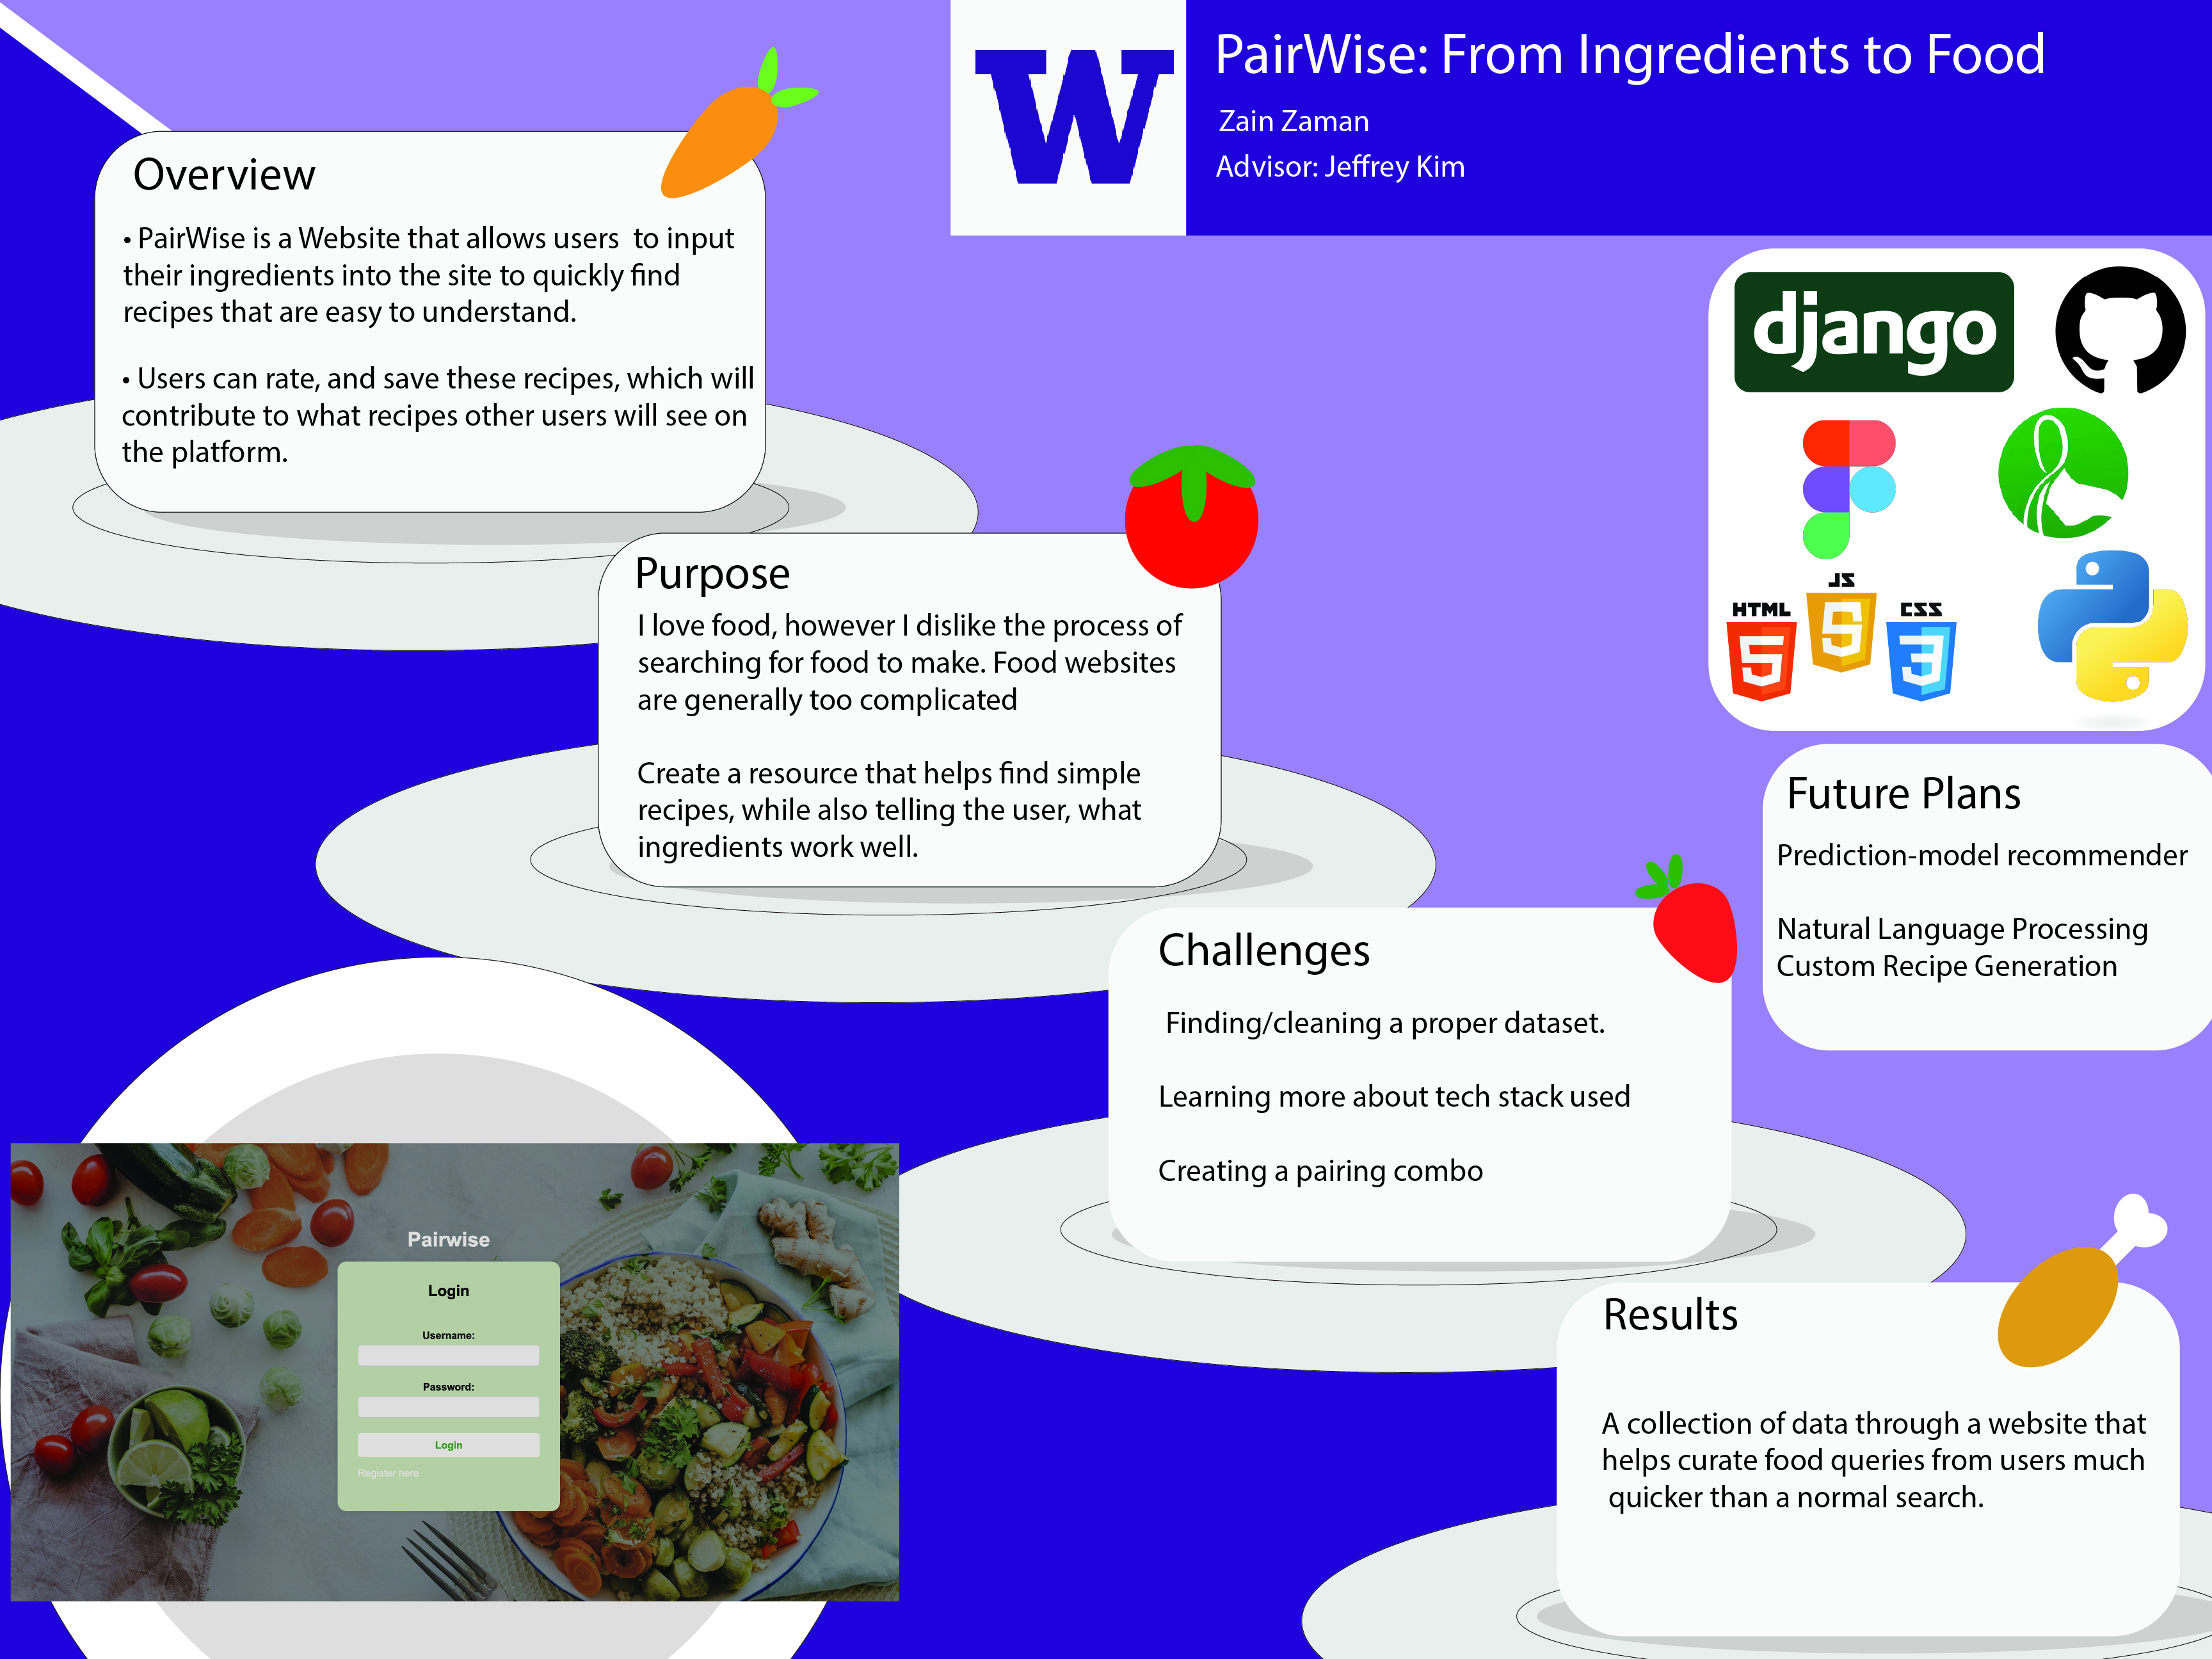 W
PairWise: From Ingredients to Food
Zain Zaman
Advisor: Jeffrey Kim
Overview
• PairWise is a Website that allows users  to input
their ingredients into the site to quickly find
recipes that are easy to understand.
• Users can rate, and save these recipes, which will
contribute to what recipes other users will see on
the platform.
django
JS
HTML
CSS
5
5
3
Purpose
I love food, however I dislike the process of
searching for food to make. Food websites
are generally too complicated
Create a resource that helps find simple
recipes, while also telling the user, what
ingredients work well.
Future Plans
Prediction-model recommender
Natural Language Processing
Custom Recipe Generation
Challenges
Finding/cleaning a proper dataset.
Learning more about tech stack used
Creating a pairing combo
Pairwise
Login
Username:
Password:
Login
Register here
Results
A collection of data through a website that
helps curate food queries from users much
quicker than a normal search.